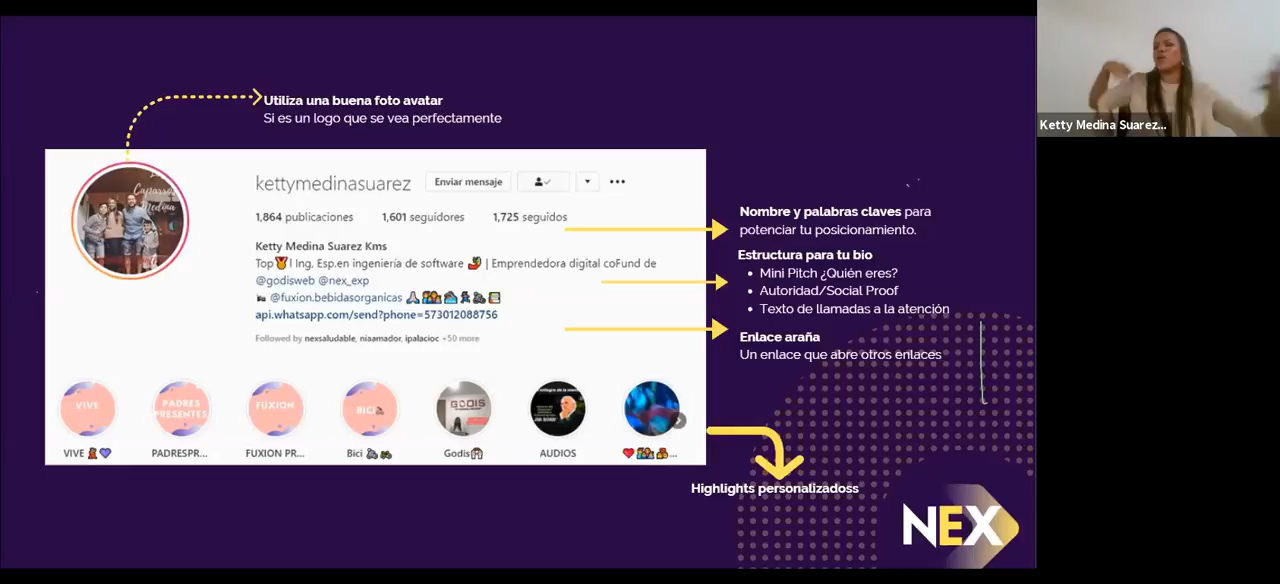 Utiliza una buena foto avatar
Si es un logo que se vea perfectamente
Caparros
Medina
kettymedinasuarez Enviar mensaje
1,864 publicaciones 1,601 seguidores 1,725 seguidos
Ketty Medina Suarez Kms
Top🏅| Ing, Esp.en ingeniería de software 🌶️ | Emprendedora digital coFund de
@godisweb @nex_exp
@fuxion.bebidasorganicas
api.whatsapp.com/send?phone=573012088756
Followed by nexsaludable, niaamador, ipalacioc +50 more
VIVE
PADRES
PRESENTES
FUXION
BICI
GODIS
VIVE
PADRESPR...
FUXION PR...
Bici
Godis
AUDIOS
...
Nombre y palabras claves para
potenciar tu posicionamiento.
Estructura para tu bio
• Mini Pitch ¿Quién eres?
• Autoridad/Social Proof
• Texto de llamadas a la atención
Enlace araña
Un enlace que abre otros enlaces
Highlights personalizadoss
NEX
Ketty Medina Suarez...